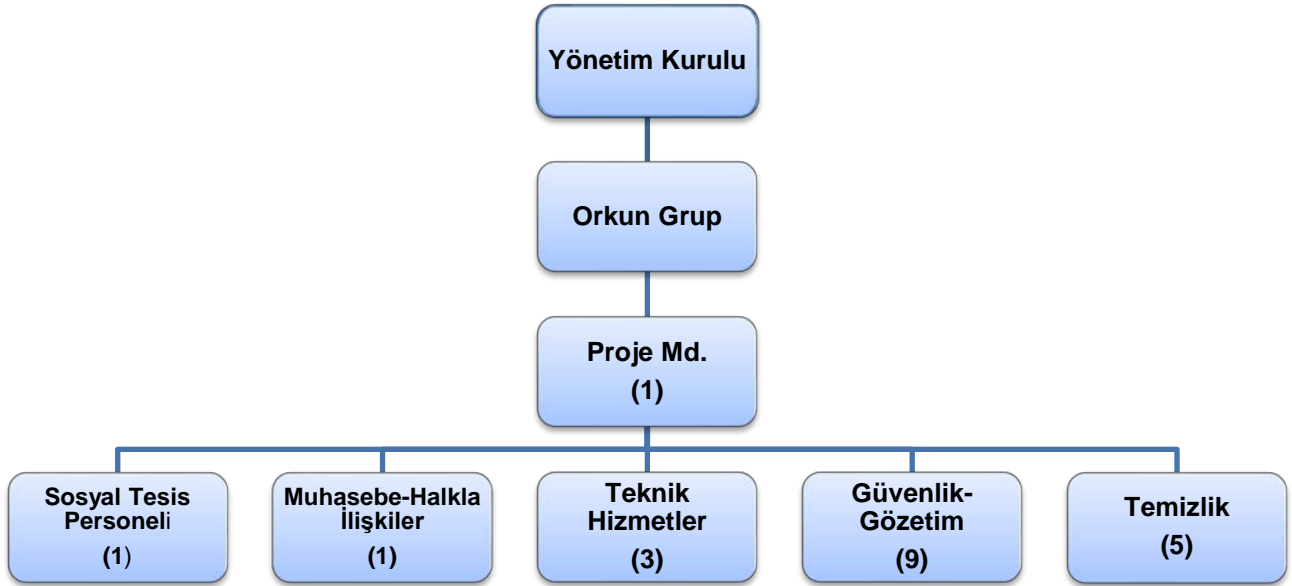 Yönetim Kurulu
Orkun Grup
Proje Md.
(1)
Sosyal Tesis
Personeli
(1)
Muhasebe-Halkla
İlişkiler
(1)
Teknik
Hizmetler
(3)
Güvenlik-
Gözetim
(9)
Temizlik
(5)